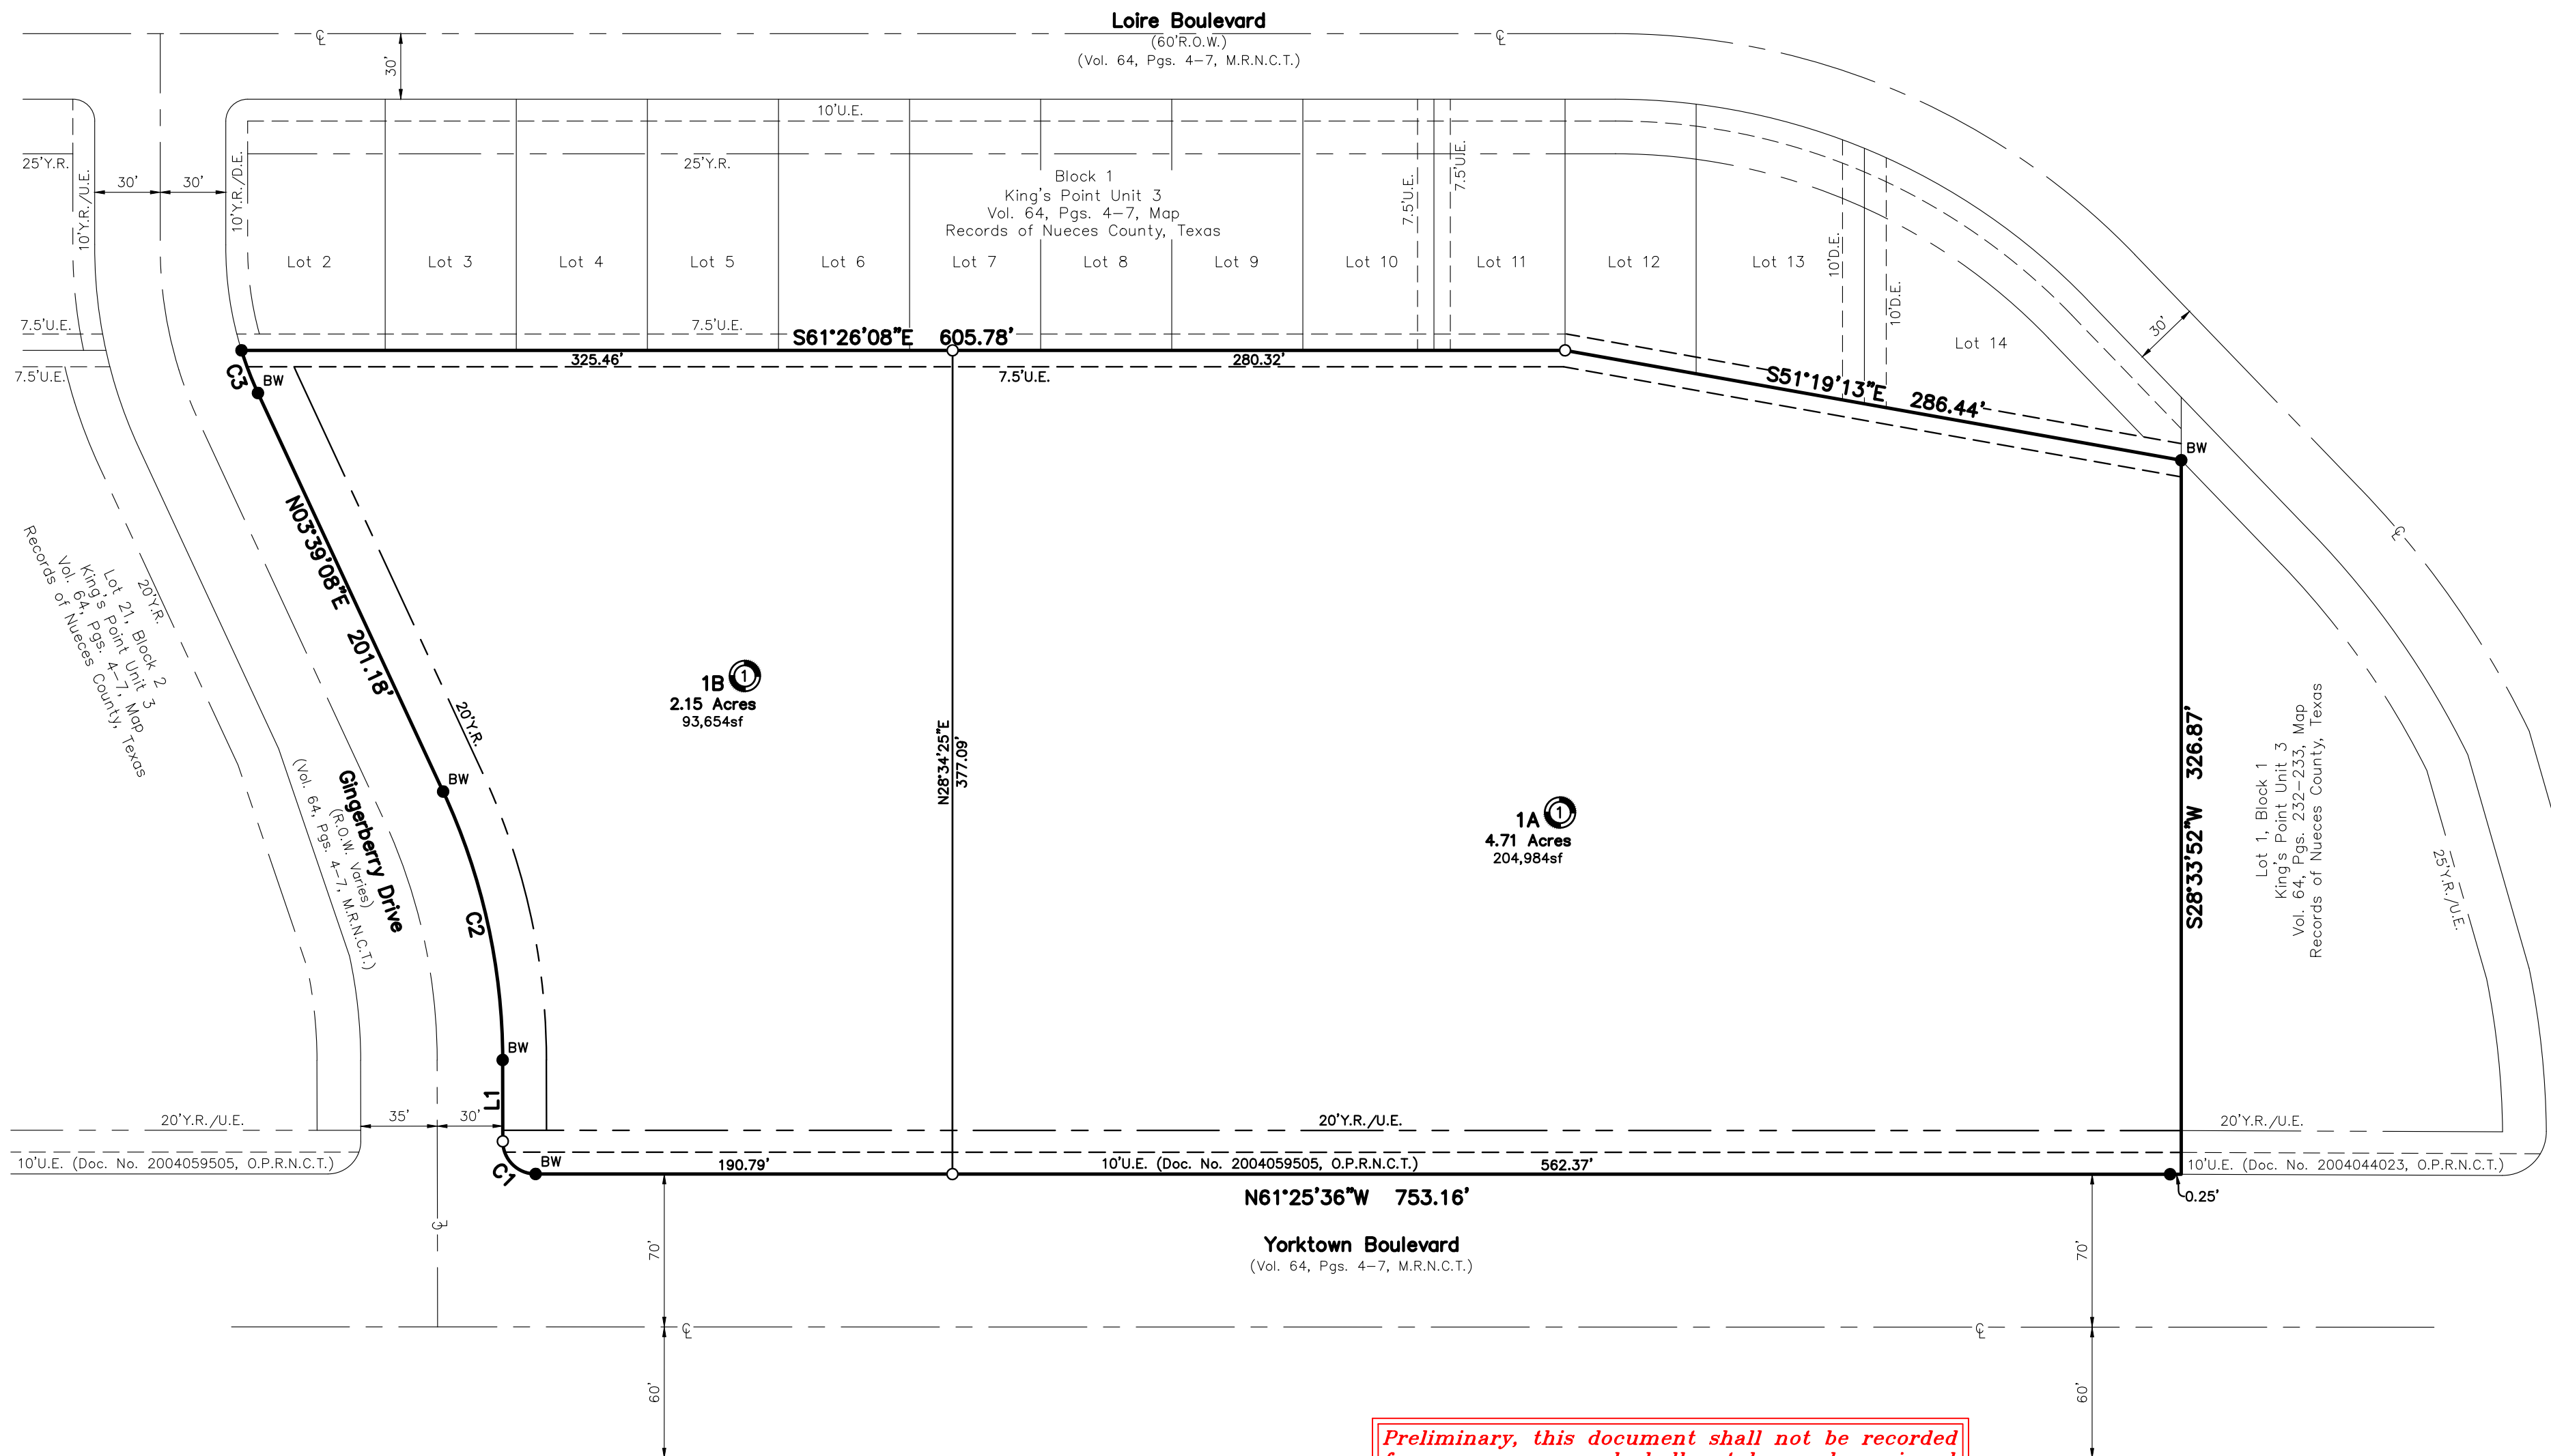 Loire Boulevard
(60'R.O.W.)
(Vol. 64, Pgs. 4-7, M.R.N.C.T.)
℄
℄
30'
10'U.E.
25'Y.R.
25'Y.R.
30'
30'
10'Y.R./U.E.
10'Y.R./D.E.
Block 1
King's Point Unit 3
Vol. 64, Pgs. 4-7, Map
Records of Nueces County, Texas
7.5'U.E.
7.5'U.E.
Lot 2
Lot 3
Lot 4
Lot 5
Lot 6
Lot 7
Lot 8
Lot 9
Lot 10
Lot 11
Lot 12
Lot 13
10'D.E.
10'D.E.
Lot 14
30'
7.5'U.E.
7.5'U.E.
7.5'U.E.
S61°26'08"E 605.78'
325.46'
280.32'
7.5'U.E.
S51°19'13"E 286.44'
BW
C3
BW
N03°39'08"E 201.18'
20'Y.R.
Lot 21, Block 2
King's Point Unit 3
Vol. 64, Pgs. 4-7, Map
Records of Nueces County, Texas
℄
1B
1
2.15 Acres
93,654sf
20'Y.R.
N28°34'25"E
377.09'
BW
Gingerberry Drive
(R.O.W. Varies)
(Vol. 64, Pgs. 4-7, M.R.N.C.T.)
C2
1A
1
4.71 Acres
204,984sf
S28°33'52"W 326.87'
Lot 1, Block 1
King's Point Unit 3
Vol. 64, Pgs. 232-233, Map
Records of Nueces County, Texas
25'Y.R./U.E.
BW
L1
20'Y.R./U.E.
35'
30'
20'Y.R./U.E.
20'Y.R./U.E.
10'U.E. (Doc. No. 2004059505, O.P.R.N.C.T.)
C1
BW
190.79'
10'U.E. (Doc. No. 2004059505, O.P.R.N.C.T.)
562.37'
10'U.E. (Doc. No. 2004044023, O.P.R.N.C.T.)
0.25'
N61°25'36"W 753.16'
℄
Yorktown Boulevard
(Vol. 64, Pgs. 4-7, M.R.N.C.T.)
70'
70'
℄
℄
60'
60'
Preliminary, this document shall not be recorded